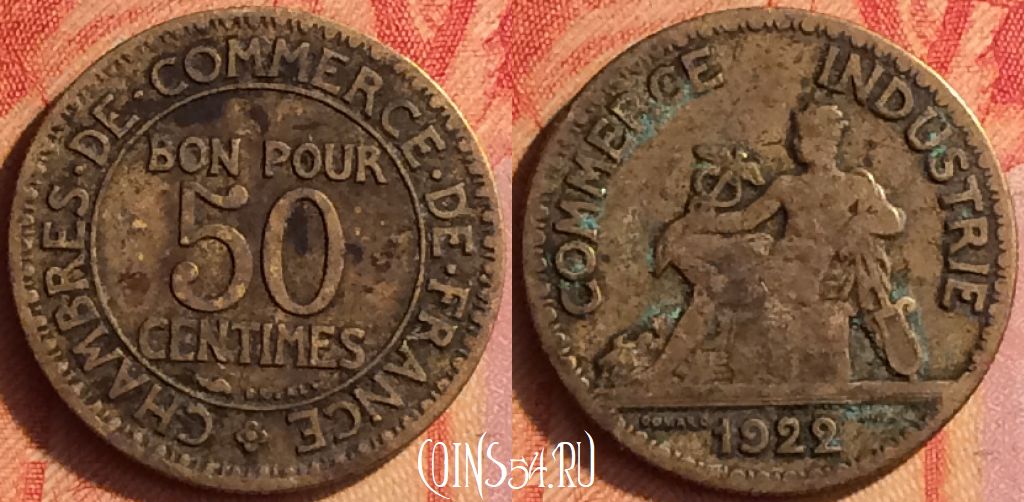 CHAMBRES·DE·COMMERCE·DE·FRANCE
BON POUR
50
CENTIMES
COMMERCE INDUSTRIE
1922
COINS54.RU